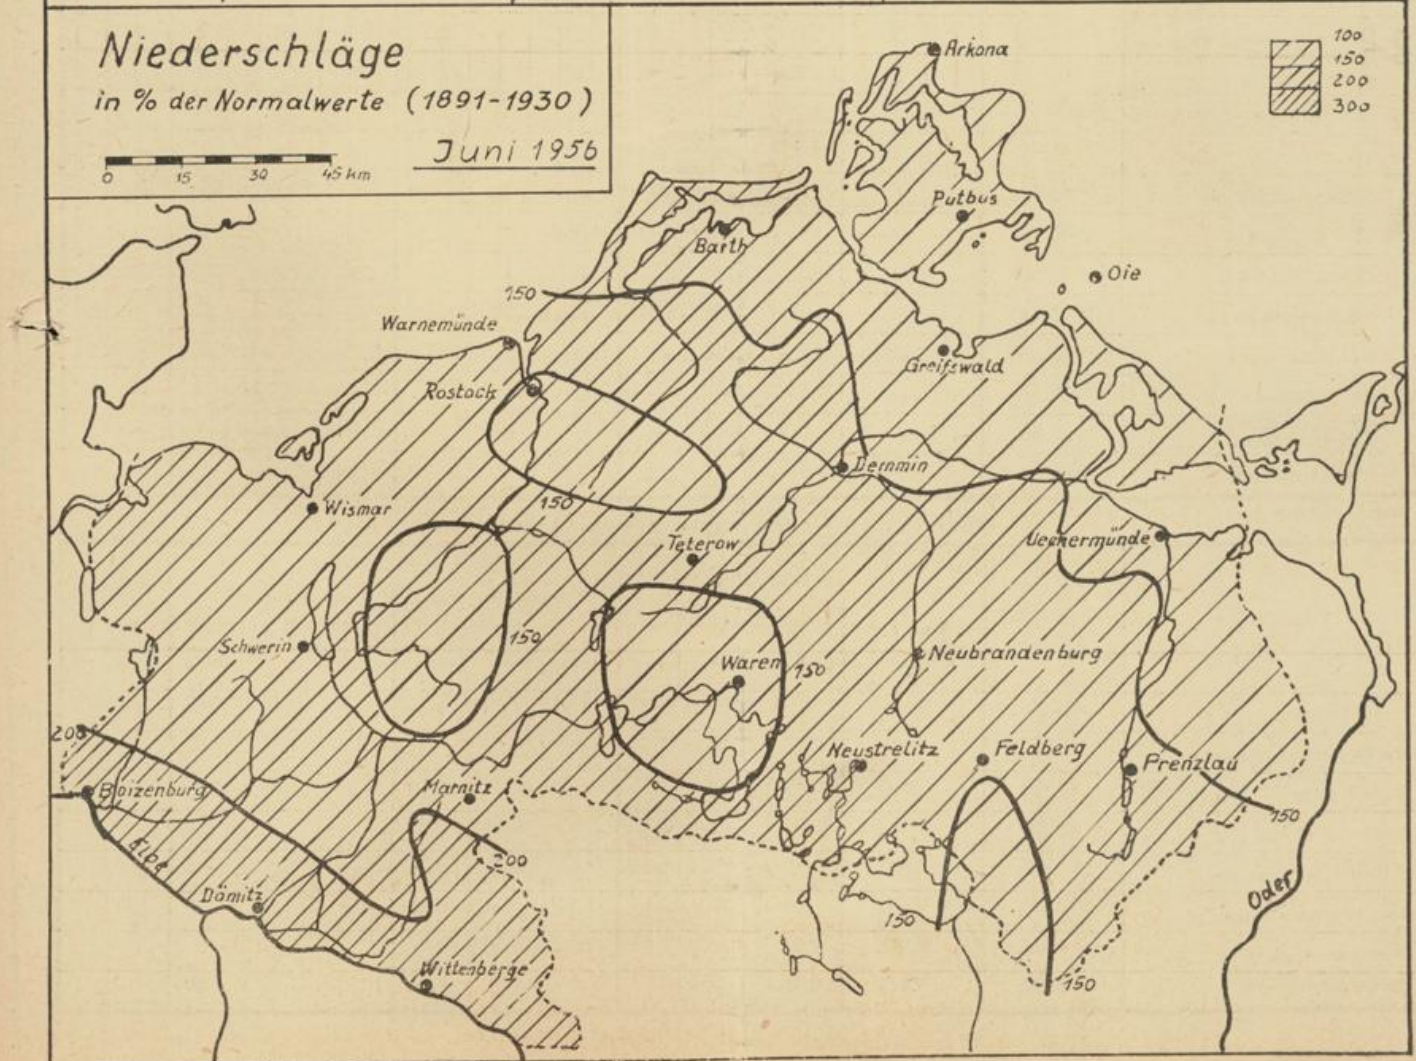 Niederschläge
in % der Normalwerte (1891-1930)
Juni 1956
0 15 30 45 km
100
150
200
300
Arkona
Putbus
Barth
Oie
150
Warnemünde
Greifswald
Rostock
Demmin
150
Wismar
Teterow
Ueckermünde
Schwerin
150
Waren
150
Neubrandenburg
200
Neustrelitz
Feldberg
Prenzlau
Boizenburg
Marnitz
150
200
Elbe
Dömitz
Oder
150
Wittenberge
150